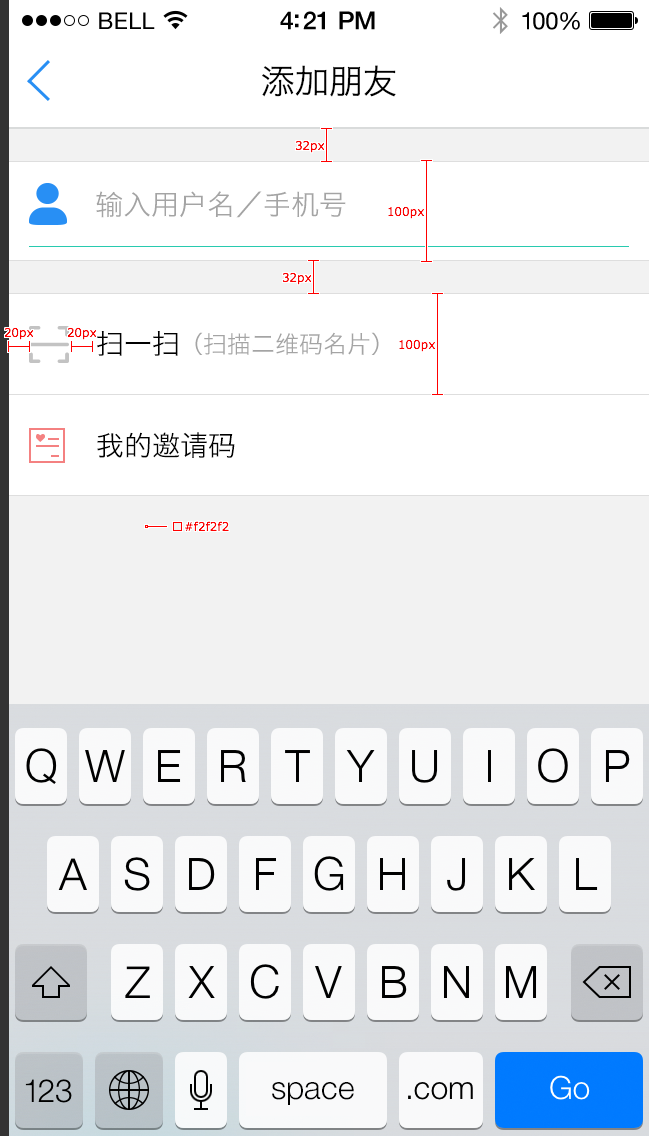 BELL 4:21 PM 100%
添加朋友
32px
输入用户名／手机号 100px
32px
20px 20px 扫一扫（扫描二维码名片） 100px
我的邀请码
#f2f2f2
Q W E R T Y U I O P
A S D F G H J K L
Z X C V B N M
123 space .com Go